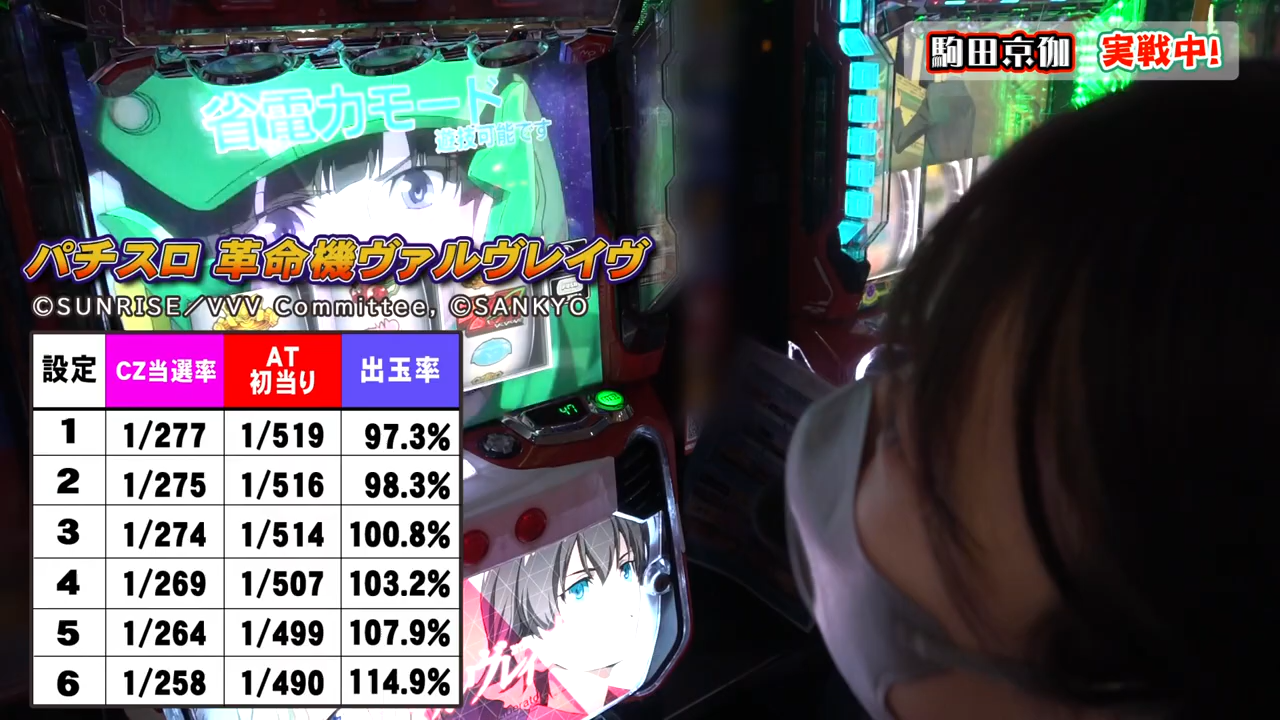 駒田京伽 実戦中!
省電力モード
遊技可能です
パチスロ 革命機ヴァルヴレイヴ
©SUNRISE/VVV Committee, ©SANKYO
設定 CZ当選率 AT初当り 出玉率
1 1/277 1/519 97.3%
2 1/275 1/516 98.3%
3 1/274 1/514 100.8%
4 1/269 1/507 103.2%
5 1/264 1/499 107.9%
6 1/258 1/490 114.9%
47